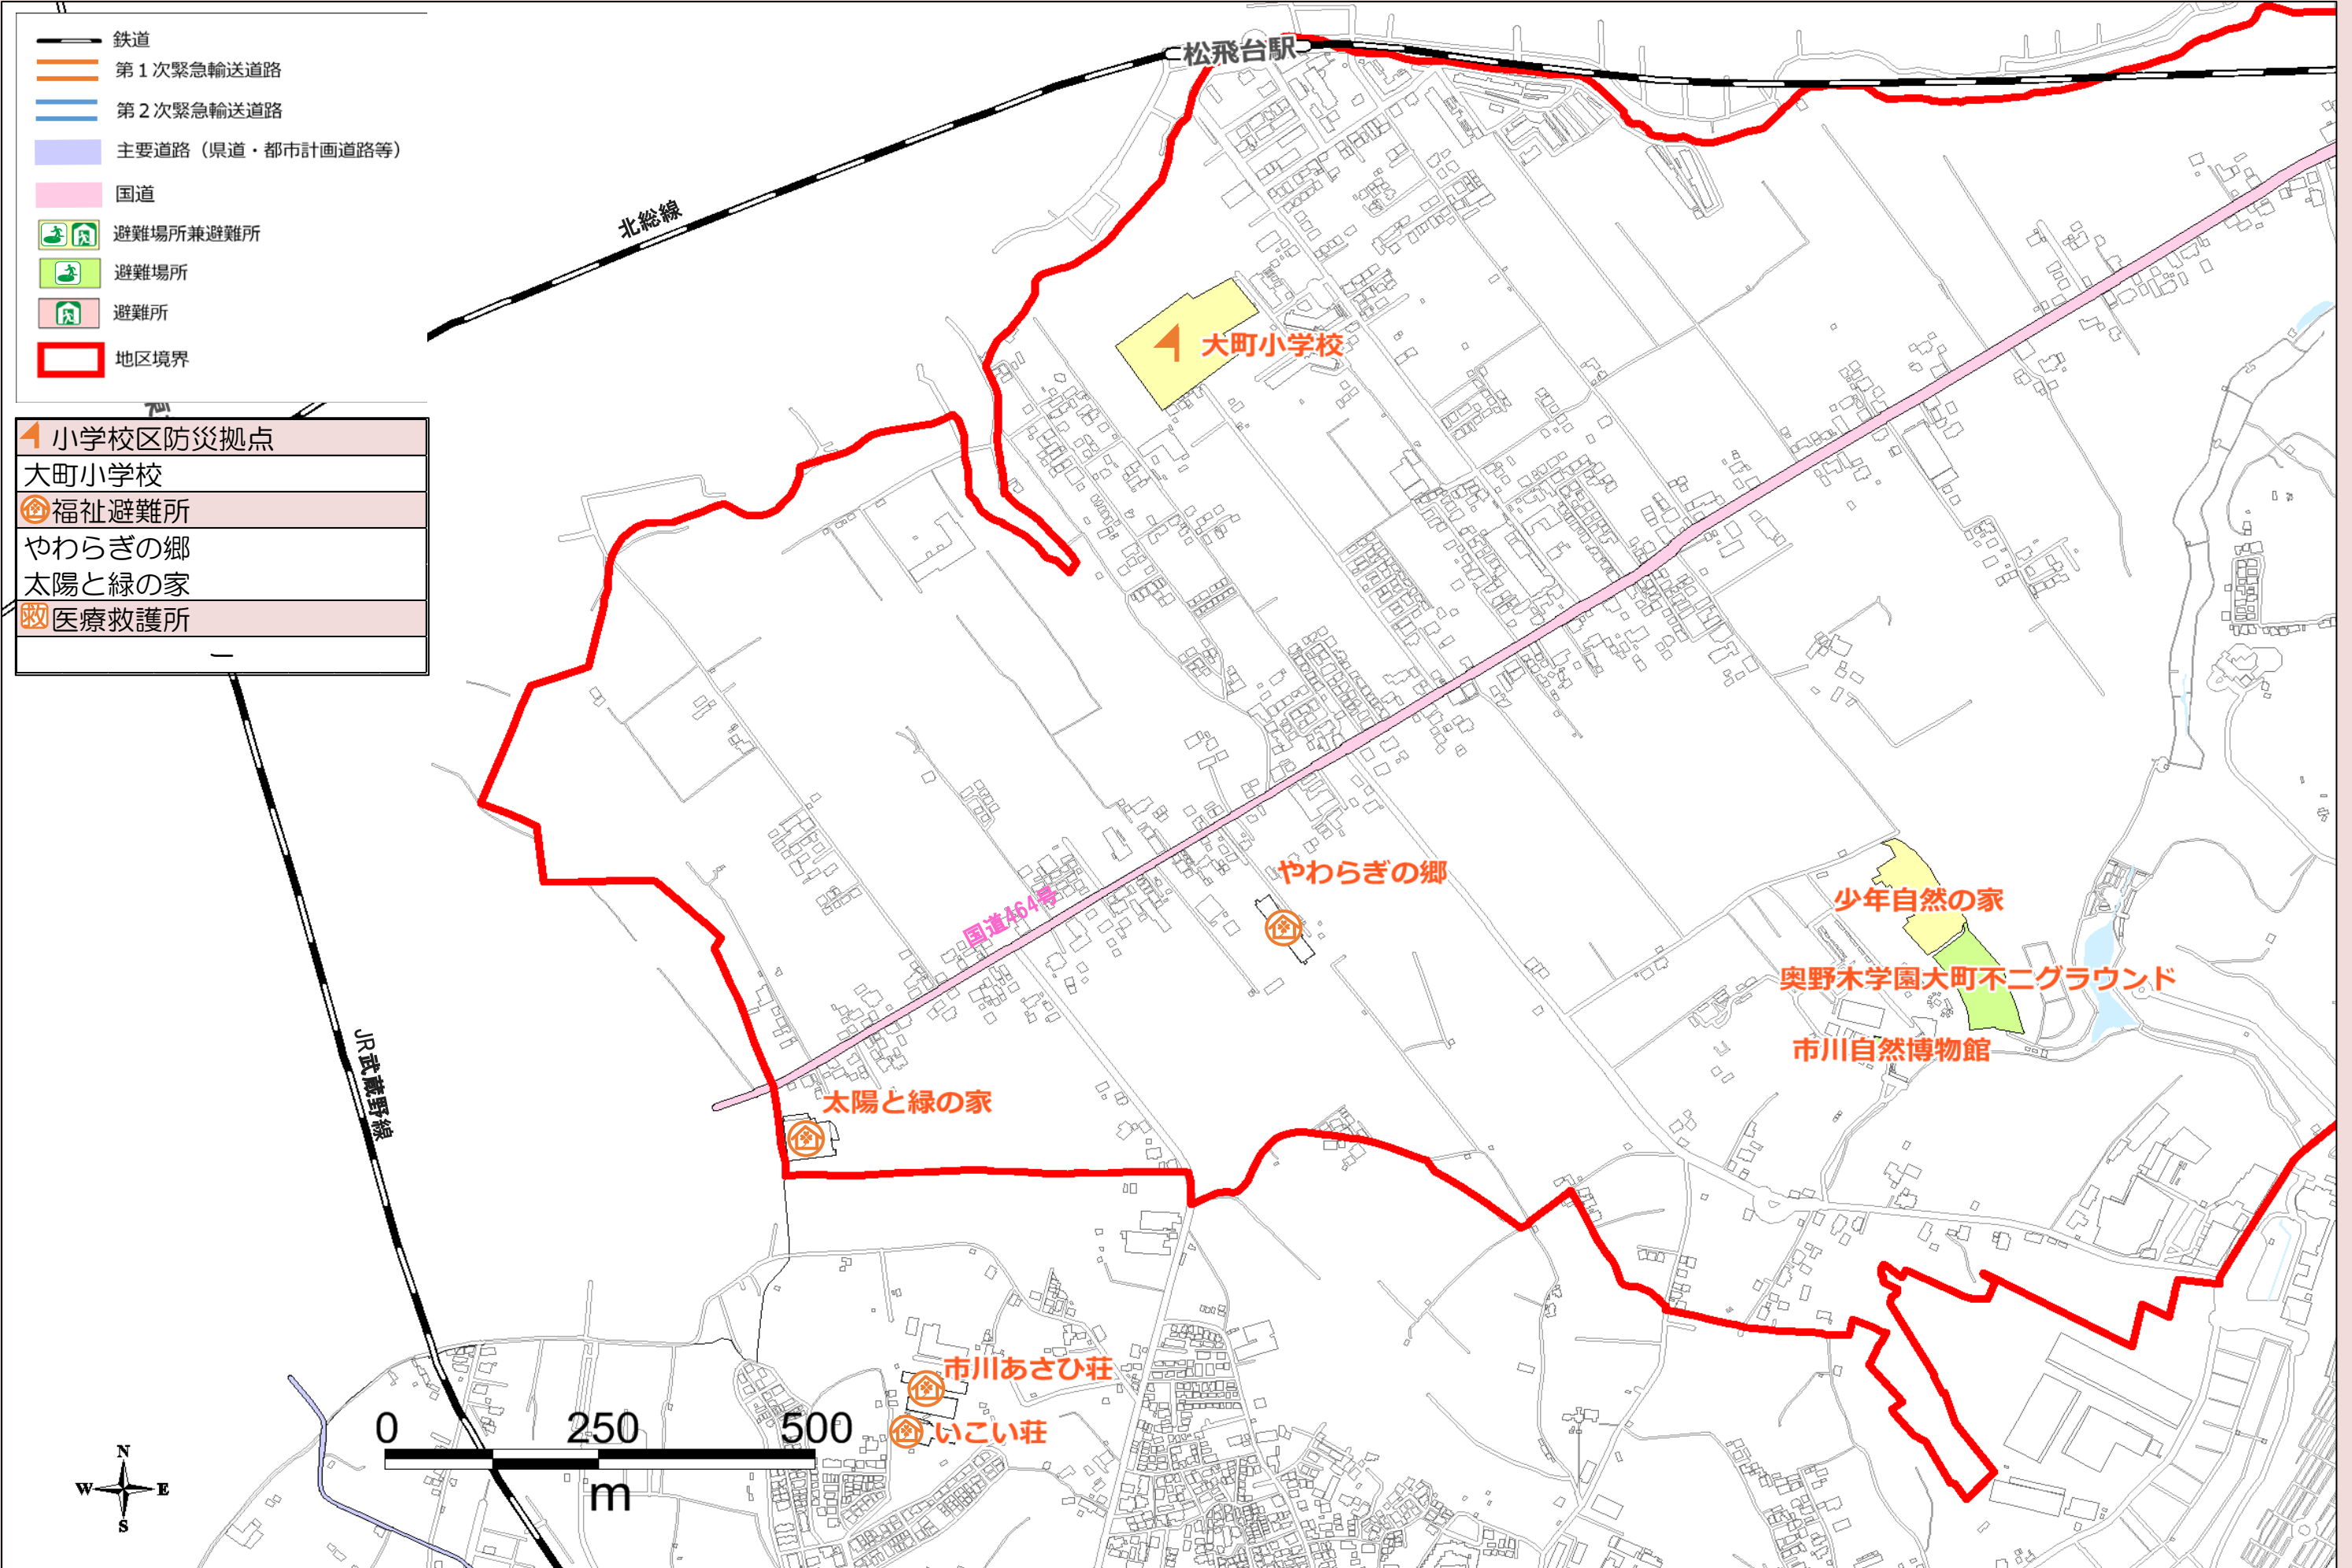 鉄道
第１次緊急輸送道路
第２次緊急輸送道路
主要道路（県道・都市計画道路等）
国道
避難場所兼避難所
避難場所
避難所
地区境界
小学校区防災拠点
大町小学校
福祉避難所
やわらぎの郷
太陽と緑の家
救 医療救護所
ー
松飛台駅
北総線
大町小学校
やわらぎの郷
国道464号
少年自然の家
奥野木学園大町不二グラウンド
市川自然博物館
太陽と緑の家
JR武蔵野線
市川あさひ荘
いこい荘
0 250 500
m
N
W E
S